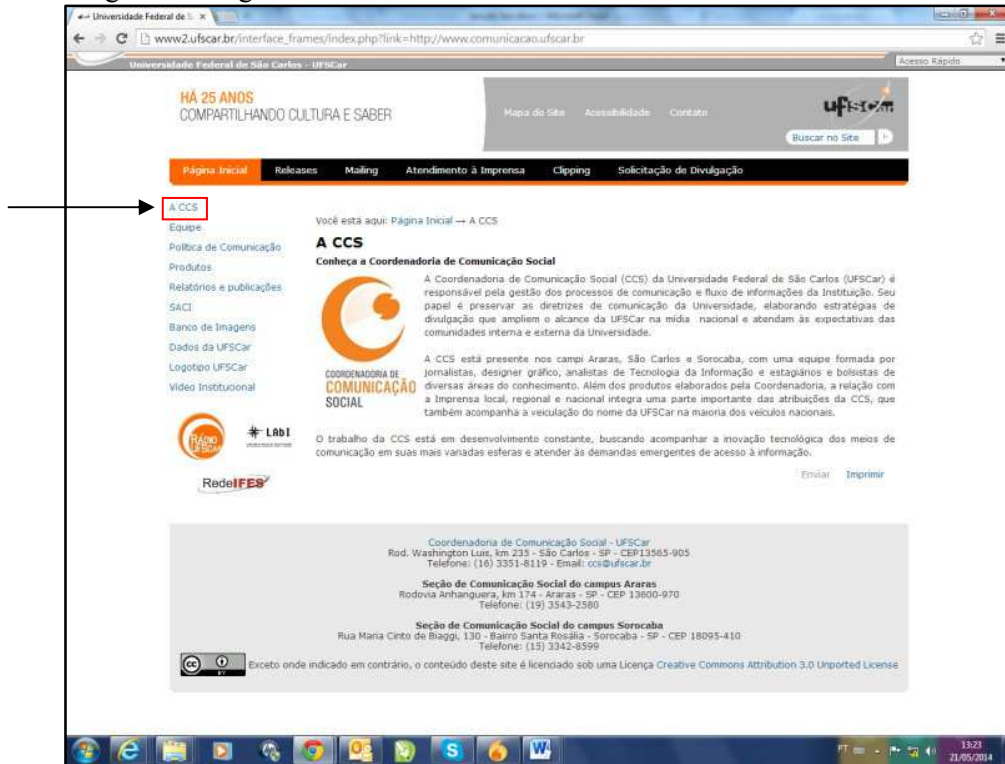 Universidade Federal de S
www2.ufscar.br/interface_frames/index.php?link=http://www.comunicacao.ufscar.br
Universidade Federal de São Carlos - UFSCar
Acesso Rápido
HÁ 25 ANOS
COMPARTILHANDO CULTURA E SABER
Mapa do Site Acessibilidade Contato
ufscar
Buscar no Site
Página Inicial Releases Mailing Atendimento à Imprensa Clipping Solicitação de Divulgação
A CCS
Equipe
Política de Comunicação
Produtos
Relatórios e publicações
SACI
Banco de Imagens
Dados da UFSCar
Logotipo UFSCar
Vídeo Institucional
RÁDIO UFSCar
LAbI
RedeIFES
Você está aqui: Página Inicial → A CCS
A CCS
Conheça a Coordenadoria de Comunicação Social
COORDENADORIA DE
COMUNICAÇÃO
SOCIAL
A Coordenadoria de Comunicação Social (CCS) da Universidade Federal de São Carlos (UFSCar) é
responsável pela gestão dos processos de comunicação e fluxo de informações da Instituição. Seu
papel é preservar as diretrizes de comunicação da Universidade, elaborando estratégias de
divulgação que ampliem o alcance da UFSCar na mídia nacional e atendam às expectativas das
comunidades interna e externa da Universidade.
A CCS está presente nos campi Araras, São Carlos e Sorocaba, com uma equipe formada por
jornalistas, designer gráfico, analistas de Tecnologia da Informação e estagiários e bolsistas de
diversas áreas do conhecimento. Além dos produtos elaborados pela Coordenadoria, a relação com
a Imprensa local, regional e nacional integra uma parte importante das atribuições da CCS, que
também acompanha a veiculação do nome da UFSCar na maioria dos veículos nacionais.
O trabalho da CCS está em desenvolvimento constante, buscando acompanhar a inovação tecnológica dos meios de
comunicação em suas mais variadas esferas e atender às demandas emergentes de acesso à informação.
Enviar Imprimir
Coordenadoria de Comunicação Social - UFSCar
Rod. Washington Luis, km 235 - São Carlos - SP - CEP13565-905
Telefone: (16) 3351-8119 - Email: ccs@ufscar.br
Seção de Comunicação Social do campus Araras
Rodovia Anhanguera, km 174 - Araras - SP - CEP 13600-970
Telefone: (19) 3543-2580
Seção de Comunicação Social do campus Sorocaba
Rua Maria Cinto de Biaggi, 130 - Bairro Santa Rosália - Sorocaba - SP - CEP 18095-410
Telefone: (15) 3342-8599
cc BY
Exceto onde indicado em contrário, o conteúdo deste site é licenciado sob uma Licença Creative Commons Attribution 3.0 Unported License
PT
13:23
21/05/2014